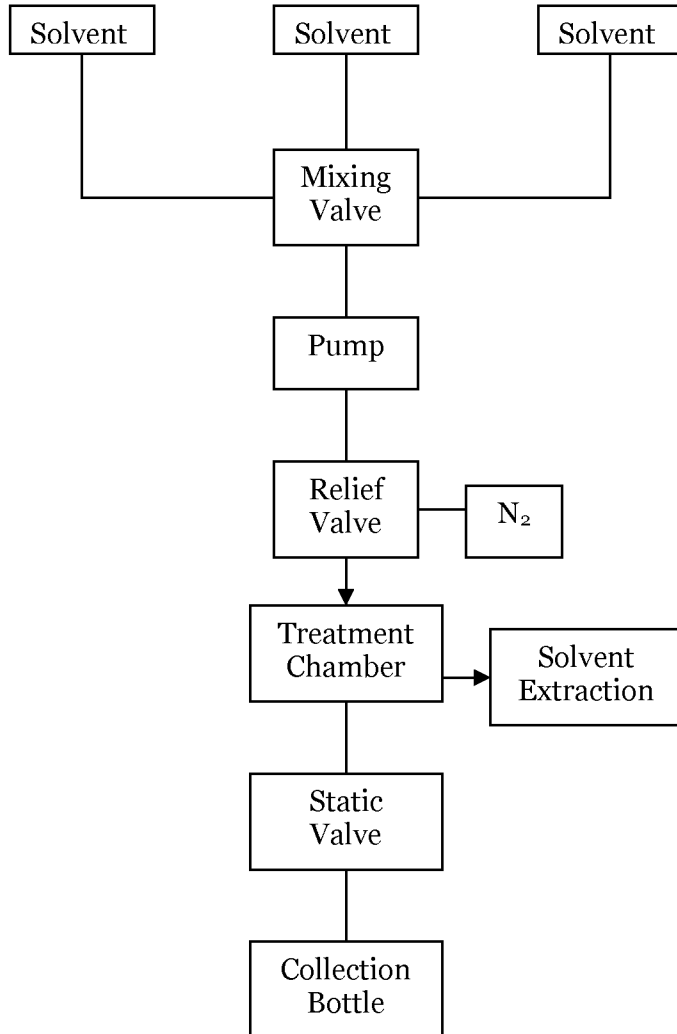 Solvent
Solvent
Solvent
Mixing
Valve
Pump
Relief
Valve
N₂
Treatment
Chamber
Solvent
Extraction
Static
Valve
Collection
Bottle